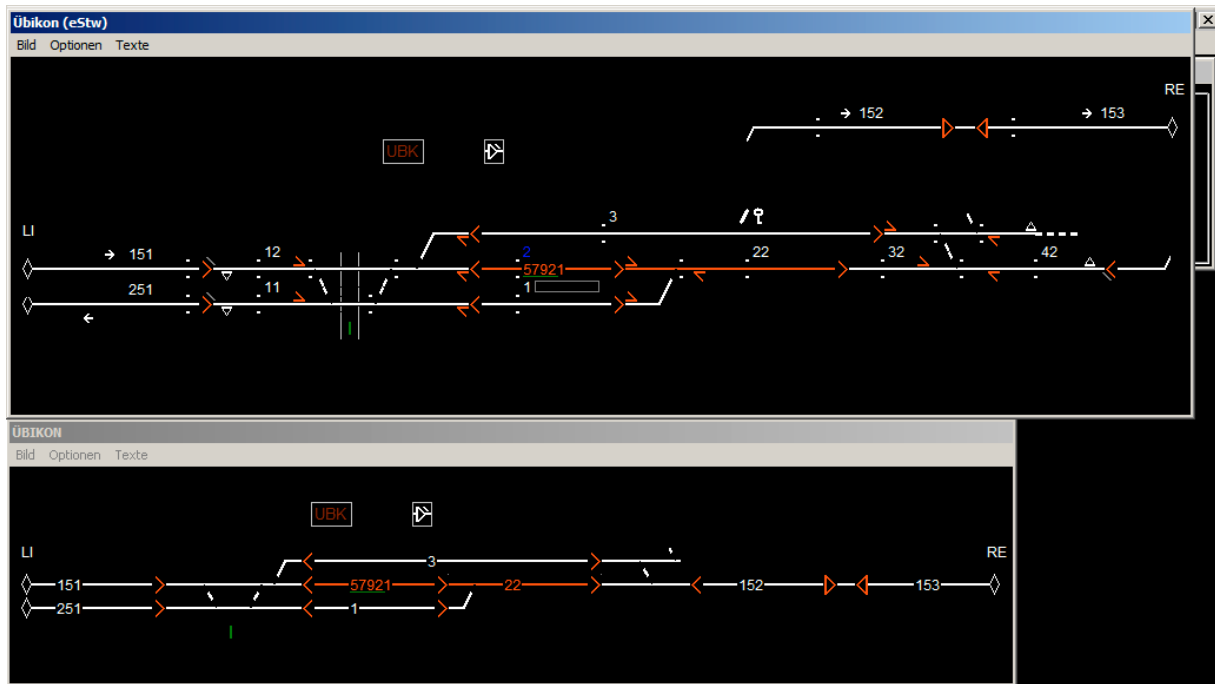 Übikon (eStw)
Bild Optionen Texte
RE
152 153
UBK
3
LI
151 12 2 22 32 42
57921
251 11 1
ÜBIKON
Bild Optionen Texte
UBK
LI RE
3
151 57921 22 152 153
251 1